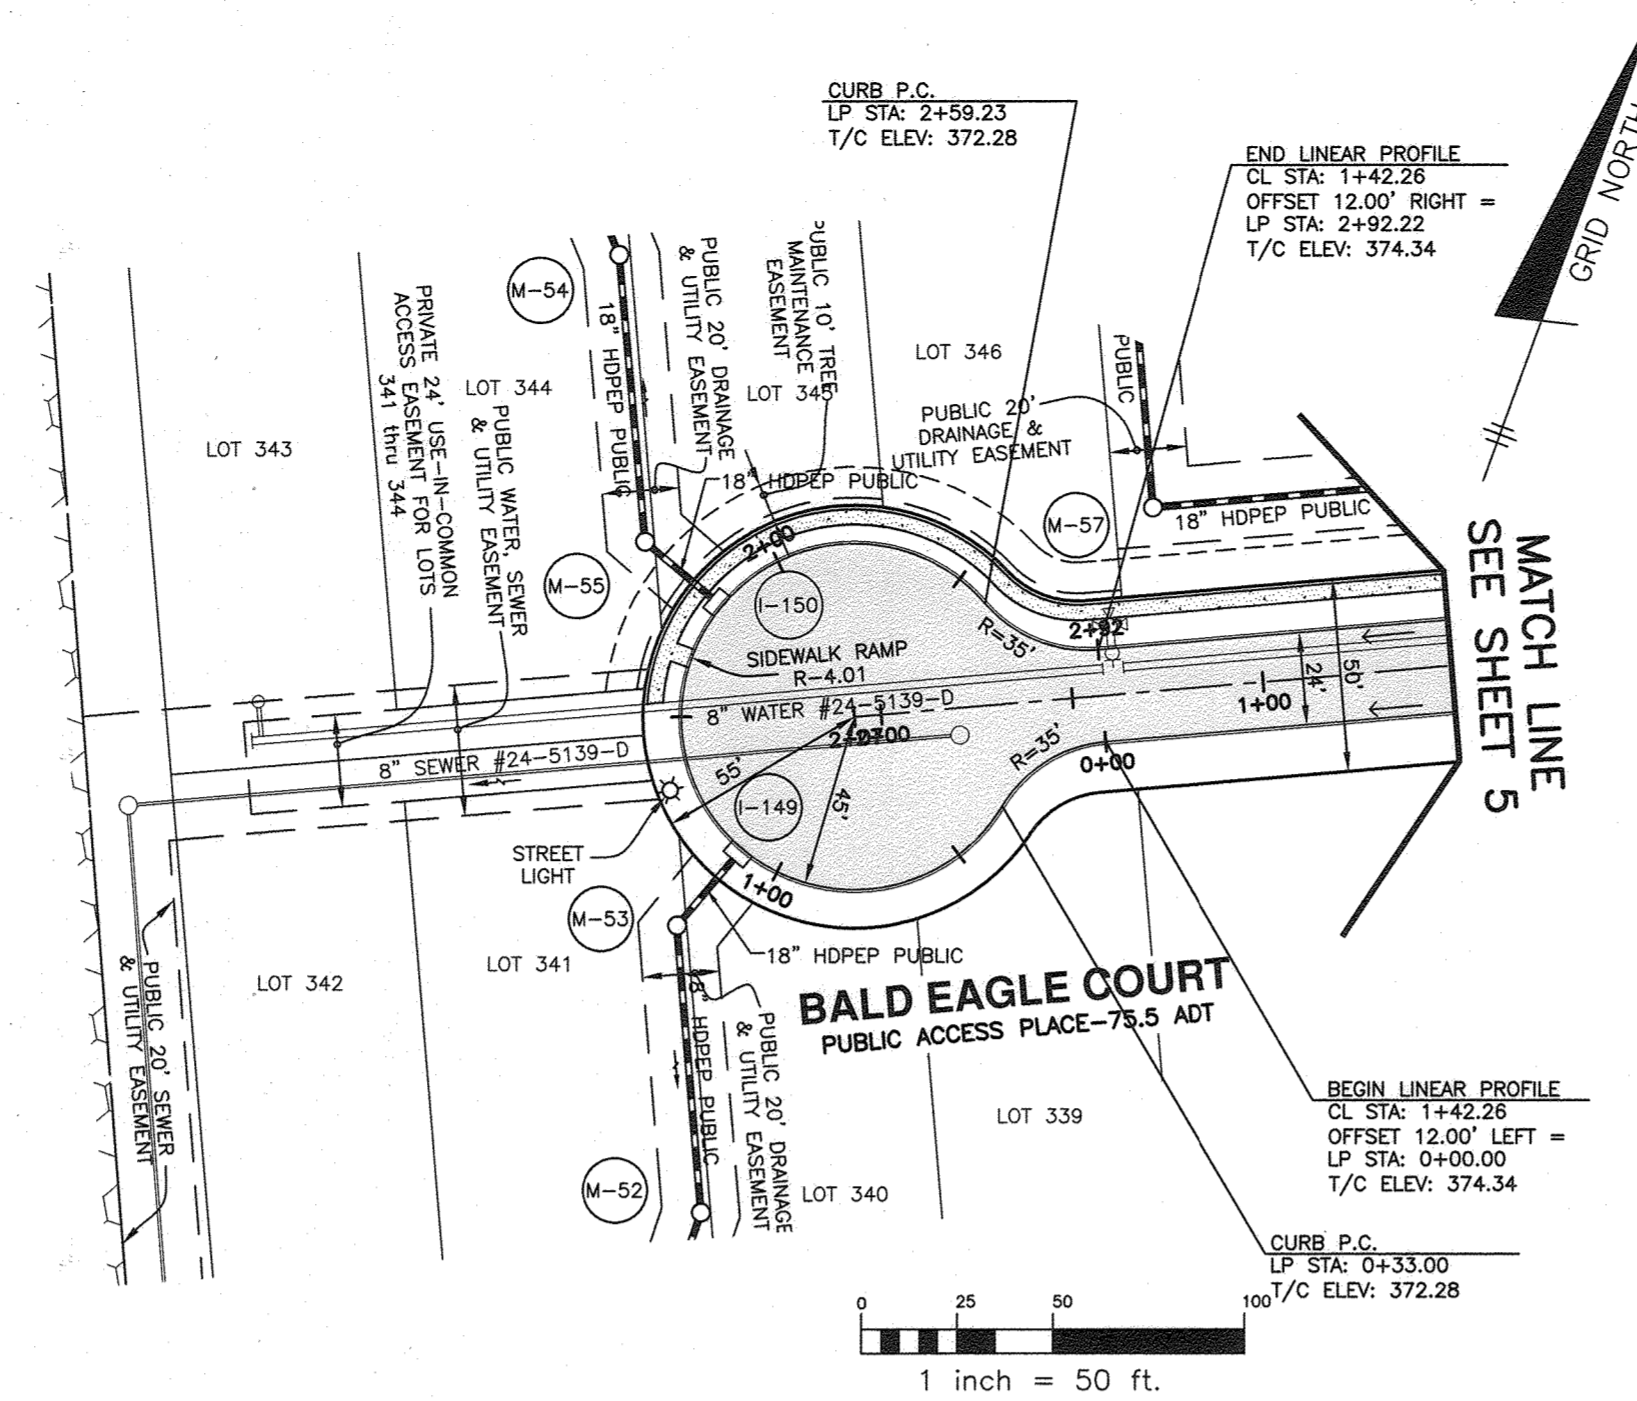 CURB P.C.
LP STA: 2+59.23
T/C ELEV: 372.28
END LINEAR PROFILE
CL STA: 1+42.26
OFFSET 12.00' RIGHT =
LP STA: 2+92.22
T/C ELEV: 374.34
GRID NORTH
M-54
18" HDPEP PUBLIC
PUBLIC 20' DRAINAGE
& UTILITY EASEMENT
PUBLIC 10' TREE
MAINTENANCE
EASEMENT
LOT 346
LOT 345
LOT 344
LOT 343
PRIVATE 24' USE-IN-COMMON
ACCESS EASEMENT FOR LOTS
341 thru 344
PUBLIC WATER, SEWER
& UTILITY EASEMENT
PUBLIC
PUBLIC 20'
DRAINAGE &
UTILITY EASEMENT
18" HDPEP PUBLIC
M-57
18" HDPEP PUBLIC
MATCH LINE
SEE SHEET 5
2+00
M-55
I-150
R=35'
2+92
SIDEWALK RAMP
R-4.01
8" WATER #24-5139-D
24'
50'
1+00
8" SEWER #24-5139-D
55'
45'
R=35'
0+00
I-149
STREET
LIGHT
1+00
M-53
18" HDPEP PUBLIC
LOT 341
LOT 342
BALD EAGLE COURT
PUBLIC ACCESS PLACE-75.5 ADT
PUBLIC 20' SEWER
& UTILITY EASEMENT
18" HDPEP PUBLIC
PUBLIC 20' DRAINAGE
& UTILITY EASEMENT
LOT 339
M-52
LOT 340
BEGIN LINEAR PROFILE
CL STA: 1+42.26
OFFSET 12.00' LEFT =
LP STA: 0+00.00
T/C ELEV: 374.34
CURB P.C.
LP STA: 0+33.00
T/C ELEV: 372.28
0 25 50 100
1 inch = 50 ft.